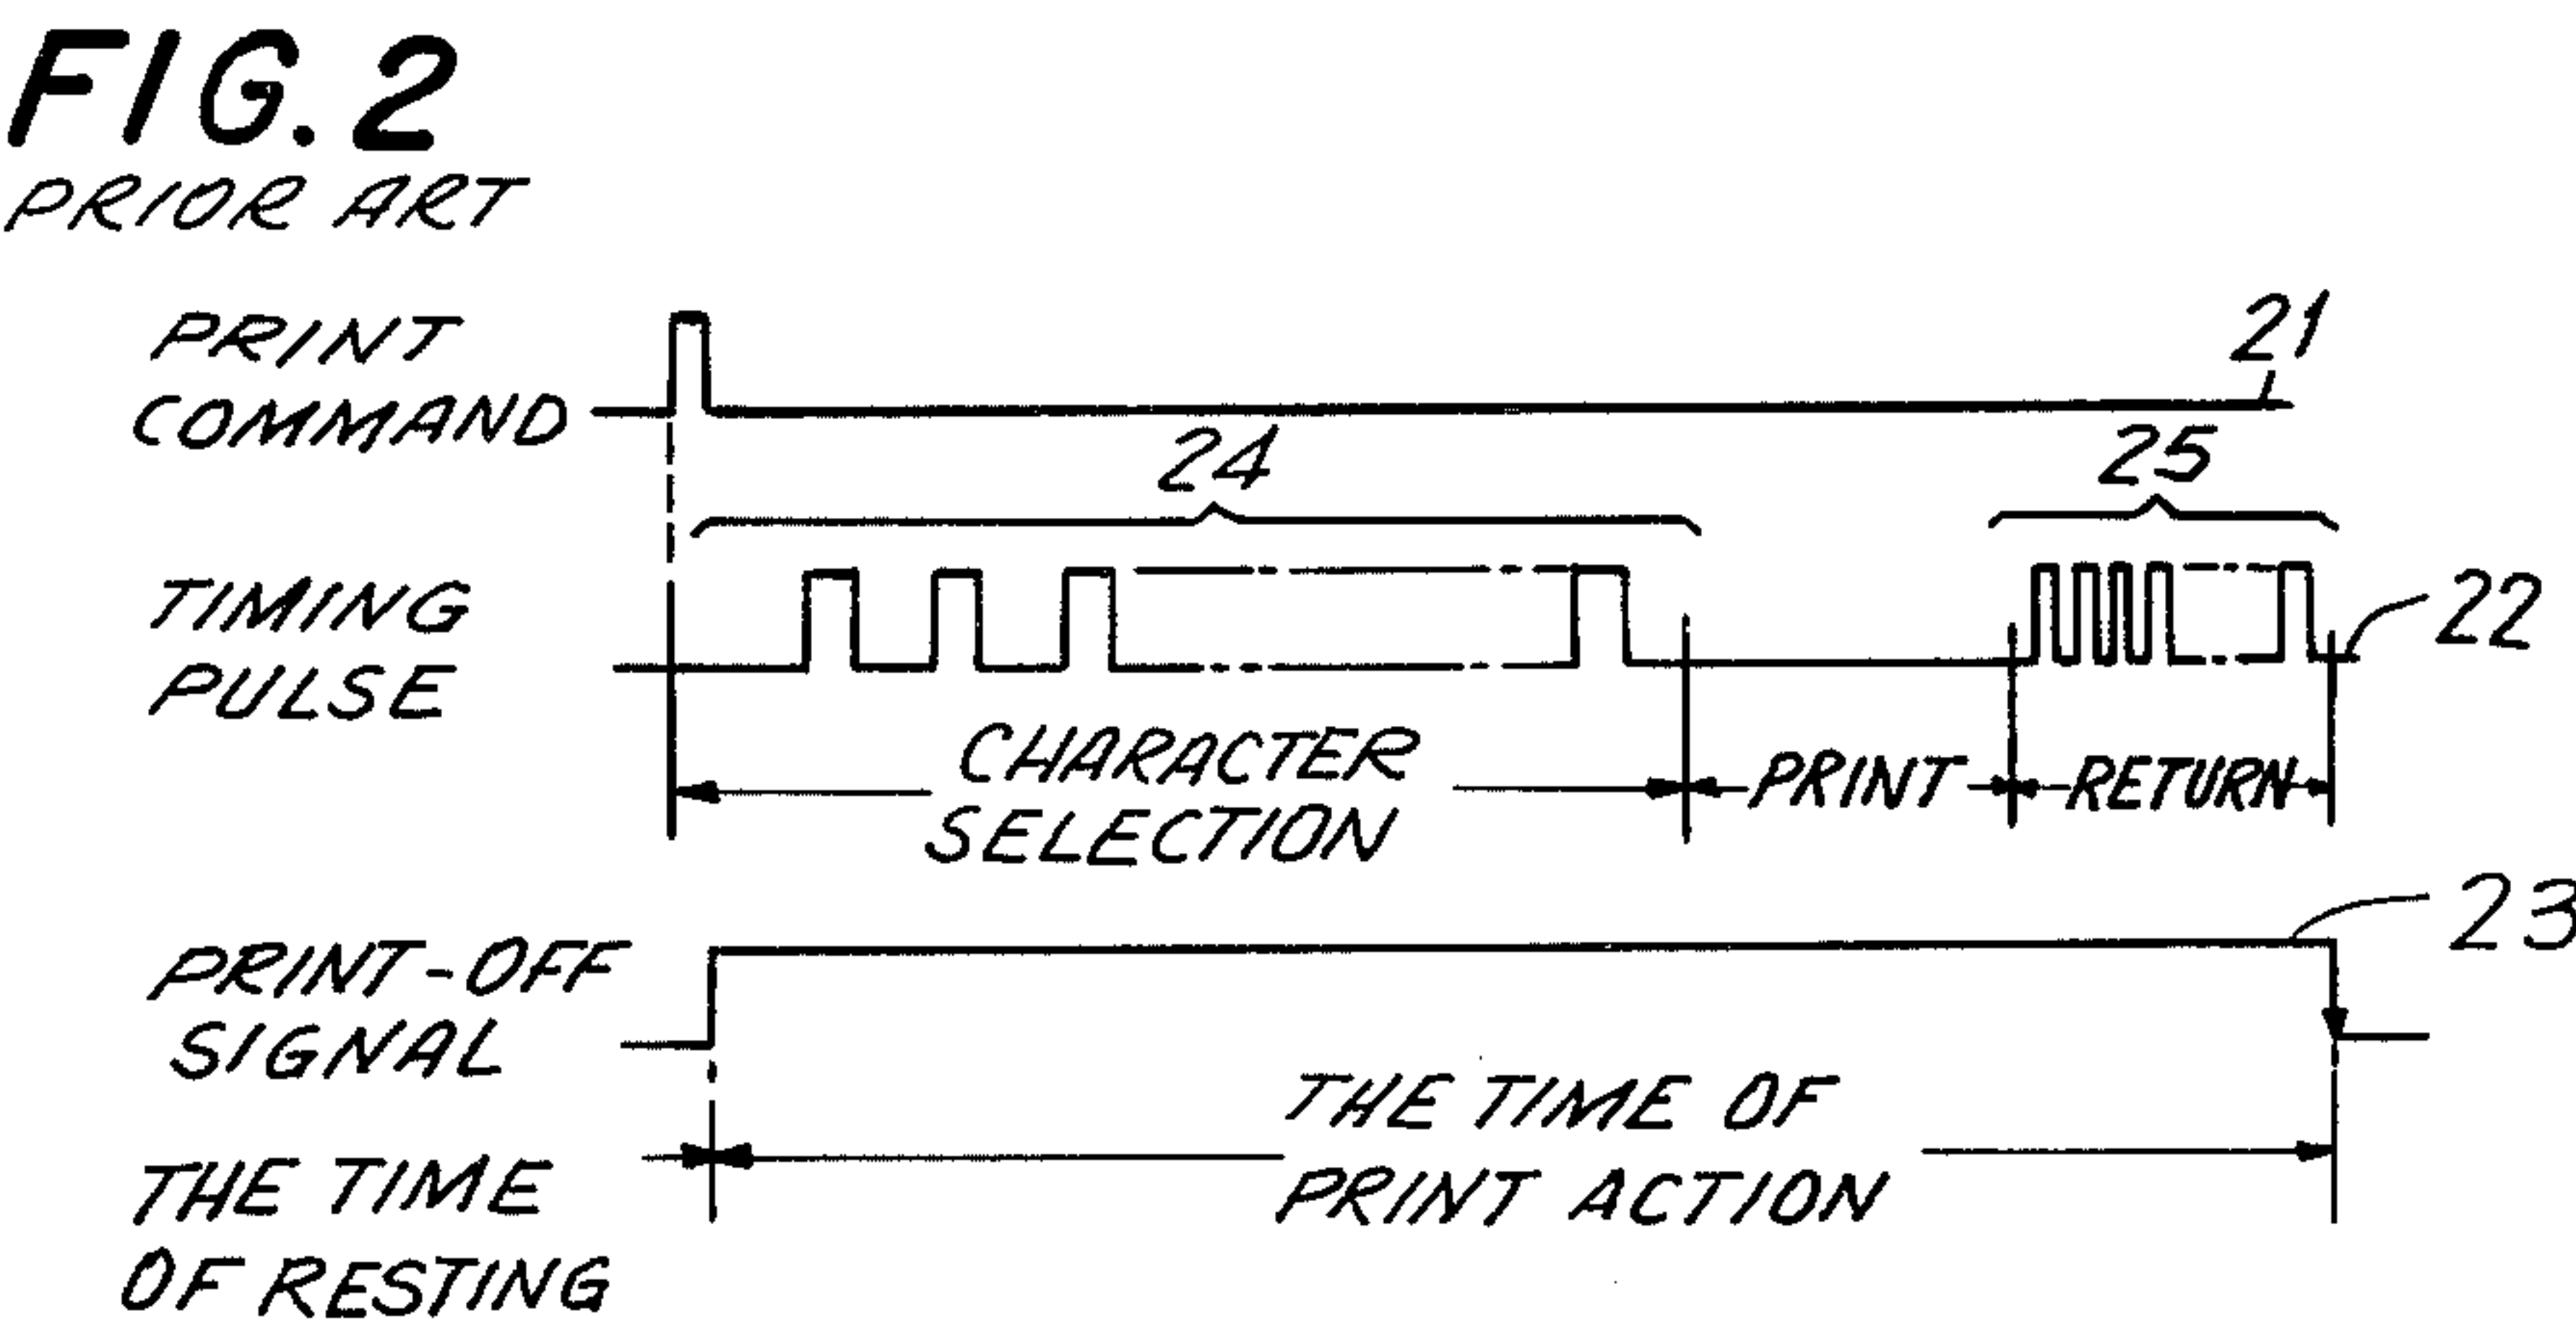 FIG. 2
PRIOR ART
PRINT
COMMAND
21
24
25
TIMING
PULSE
22
CHARACTER
SELECTION
PRINT
RETURN
PRINT-OFF
SIGNAL
23
THE TIME
OF RESTING
THE TIME OF
PRINT ACTION